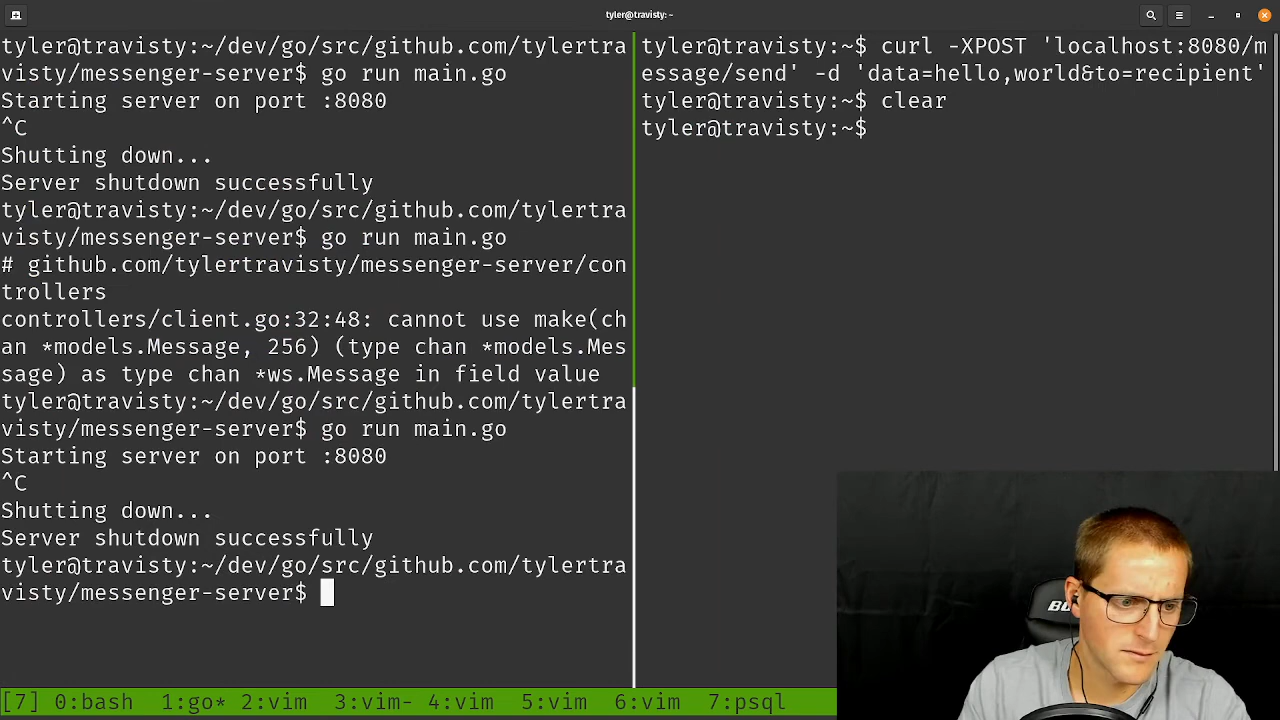 tyler@travisty: ~
tyler@travisty:~/dev/go/src/github.com/tylertra
visty/messenger-server$ go run main.go
Starting server on port :8080
^C
Shutting down...
Server shutdown successfully
tyler@travisty:~/dev/go/src/github.com/tylertra
visty/messenger-server$ go run main.go
# github.com/tylertravisty/messenger-server/con
trollers
controllers/client.go:32:48: cannot use make(ch
an *models.Message, 256) (type chan *models.Mes
sage) as type chan *ws.Message in field value
tyler@travisty:~/dev/go/src/github.com/tylertra
visty/messenger-server$ go run main.go
Starting server on port :8080
^C
Shutting down...
Server shutdown successfully
tyler@travisty:~/dev/go/src/github.com/tylertra
visty/messenger-server$
tyler@travisty:~$ curl -XPOST 'localhost:8080/m
essage/send' -d 'data=hello,world&to=recipient'
tyler@travisty:~$ clear
tyler@travisty:~$
[7] 0:bash 1:go* 2:vim 3:vim- 4:vim 5:vim 6:vim 7:psql